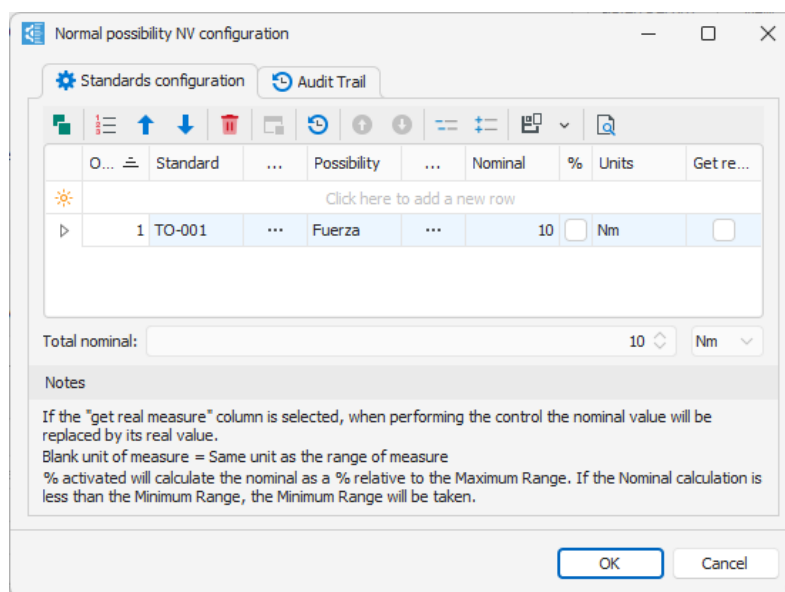 Normal possibility NV configuration
Standards configuration Audit Trail
O... Standard ... Possibility ... Nominal % Units Get re...
Click here to add a new row
1 TO-001 ... Fuerza ... 10 Nm
Total nominal: 10 Nm
Notes
If the "get real measure" column is selected, when performing the control the nominal value will be
replaced by its real value.
Blank unit of measure = Same unit as the range of measure
% activated will calculate the nominal as a % relative to the Maximum Range. If the Nominal calculation is
less than the Minimum Range, the Minimum Range will be taken.
OK Cancel